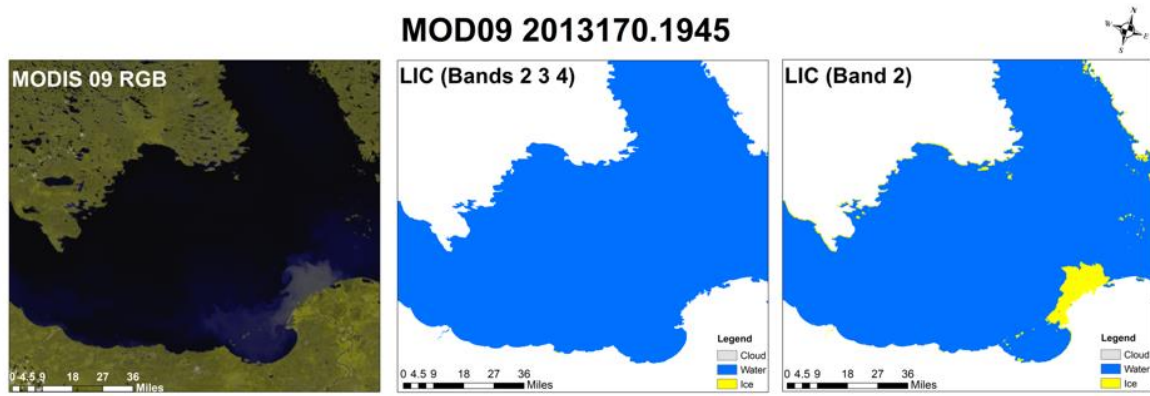 MOD09 2013170.1945
N
W
E
S
MODIS 09 RGB
LIC (Bands 2 3 4)
LIC (Band 2)
0 4.5 9 18 27 36
Miles
Legend
Cloud
Water
Ice
0 4.5 9 18 27 36
Miles
Legend
Cloud
Water
Ice
0 4.5 9 18 27 36
Miles